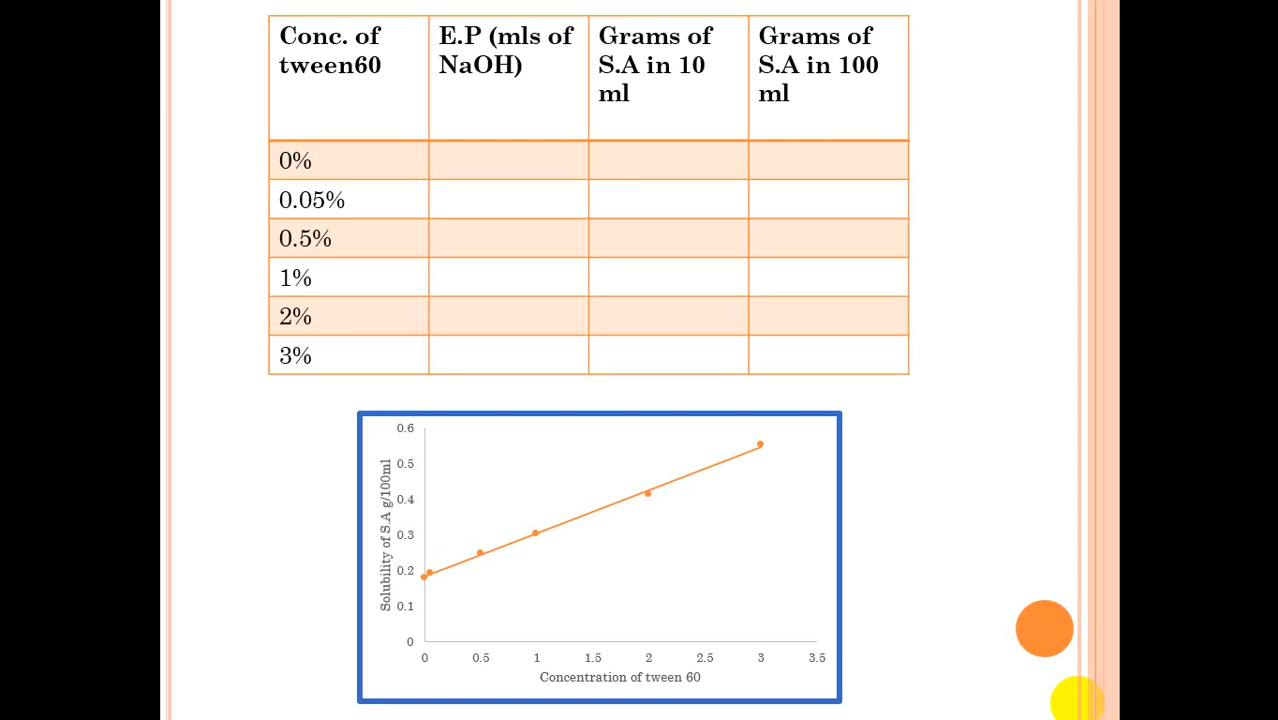 Conc. of tween60
E.P (mls of NaOH)
Grams of S.A in 10 ml
Grams of S.A in 100 ml
0%
0.05%
0.5%
1%
2%
3%
Solubility of S.A g/100ml
0.6
0.5
0.4
0.3
0.2
0.1
0
0 0.5 1 1.5 2 2.5 3 3.5
Concentration of tween 60